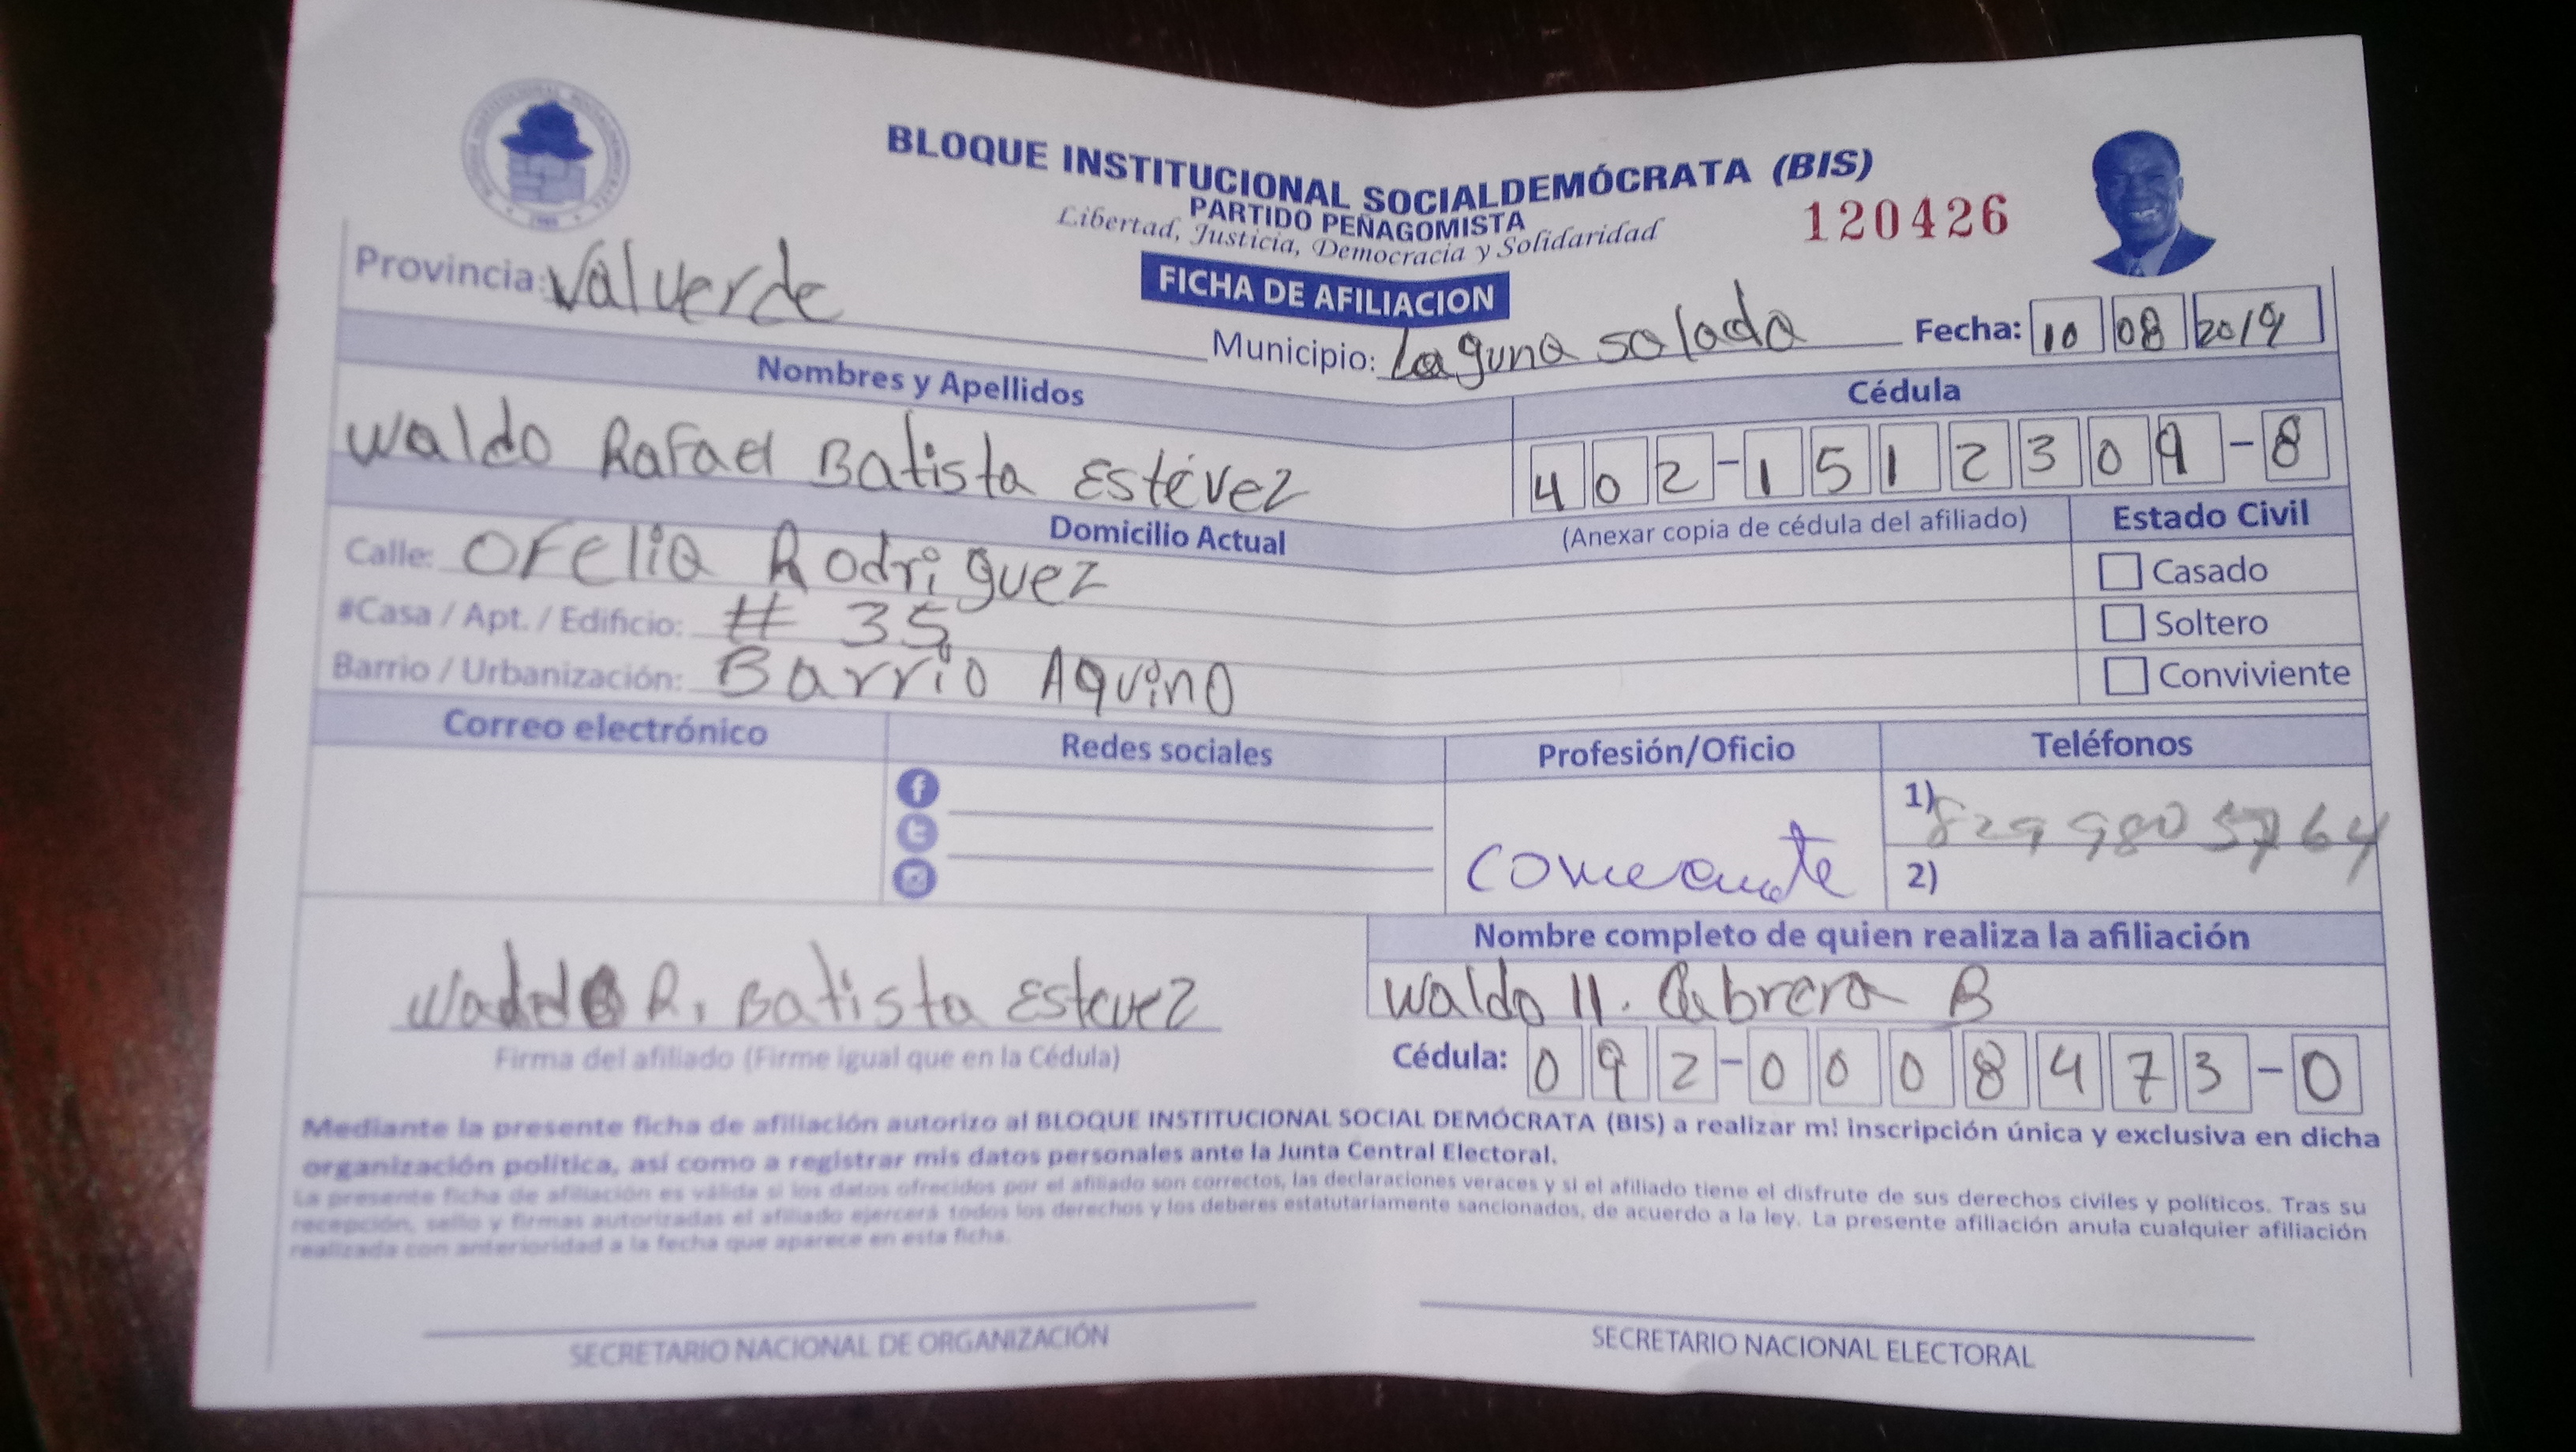 BLOQUE INSTITUCIONAL SOCIALDEMÓCRATA (BIS)
PARTIDO PEÑAGOMISTA
Libertad, Justicia, Democracia y Solidaridad
120426
FICHA DE AFILIACION
Provincia: Valverde
Municipio: Laguna Salada
Fecha: 10 08 2019
Nombres y Apellidos
Cédula
Waldo Rafael Batista Estévez
402-1512309-8
Domicilio Actual
(Anexar copia de cédula del afiliado)
Estado Civil
Calle: Ofelia Rodriguez
Casado
#Casa / Apt. / Edificio: # 35
Soltero
Barrio / Urbanización: Barrio Aquino
Conviviente
Correo electrónico
Redes sociales
Profesión/Oficio
Teléfonos
1) 8299805764
2)
Nombre completo de quien realiza la afiliación
R. Batista Estevez
Waldo Cabrera B
Firma del afiliado (Firme igual que en la Cédula)
Cédula: 092-0008473-0
Mediante la presente ficha de afiliación autorizo al BLOQUE INSTITUCIONAL SOCIAL DEMÓCRATA (BIS) a realizar mi inscripción única y exclusiva en dicha
organización política, así como a registrar mis datos personales ante la Junta Central Electoral.
La presente ficha de afiliación es válida si los datos ofrecidos por el afiliado son correctos, las declaraciones veraces y si el afiliado tiene el disfrute de sus derechos civiles y políticos. Tras su
recepción, sello y firmas autorizadas el afiliado ejercerá todos los derechos y los deberes estatutariamente sancionados, de acuerdo a la ley. La presente afiliación anula cualquier afiliación
realizada con anterioridad a la fecha que aparece en esta ficha.
SECRETARIO NACIONAL DE ORGANIZACIÓN
SECRETARIO NACIONAL ELECTORAL